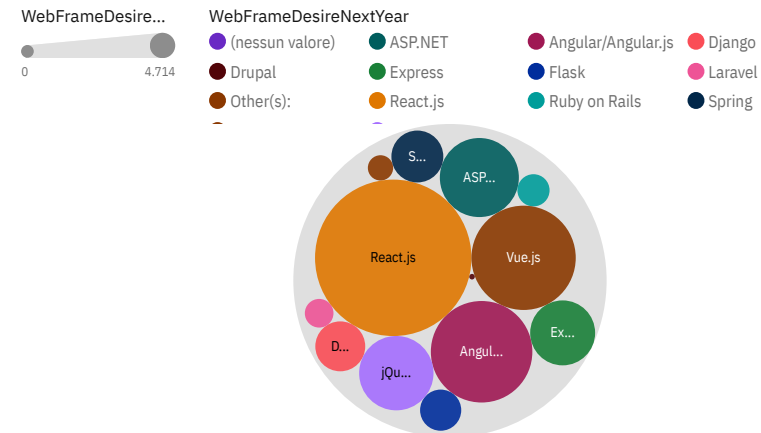 WebFrameDesire...
0
4.714
WebFrameDesireNextYear
(nessun valore)
ASP.NET
Angular/Angular.js
Django
Drupal
Express
Flask
Laravel
Other(s):
React.js
Ruby on Rails
Spring
S...
ASP...
React.js
Vue.js
Ex...
D...
Angul...
jQu...